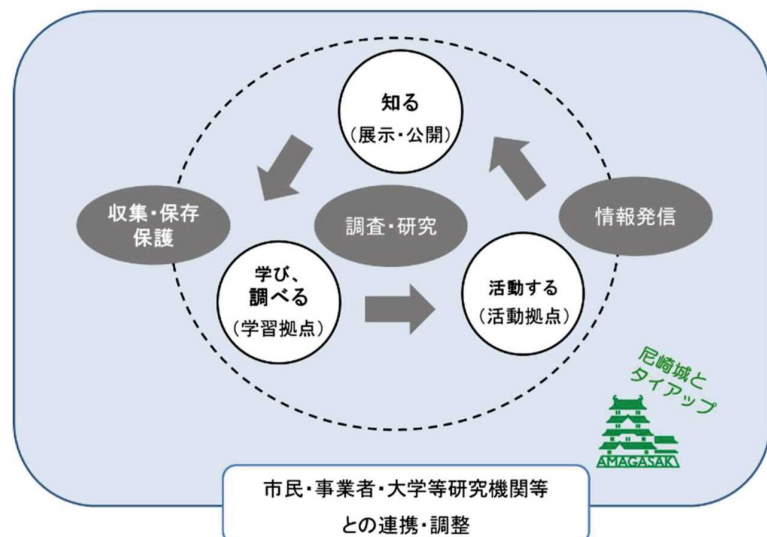 知る
(展示・公開)
収集・保存
保護
調査・研究
情報発信
学び、
調べる
(学習拠点)
活動する
(活動拠点)
尼崎城と
タイアップ
AMAGASAKI
市民・事業者・大学等研究機関等
との連携・調整